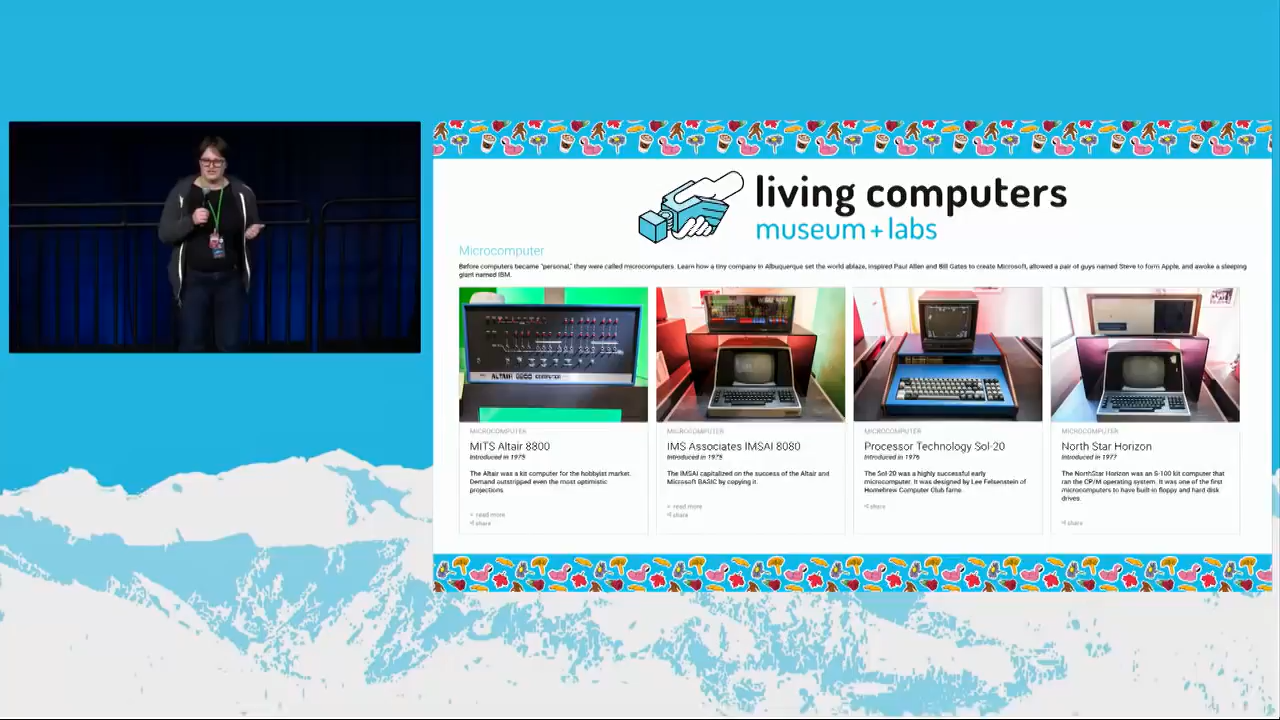 living computers
museum + labs
Microcomputer
Before computers became "personal," they were called microcomputers. Learn how a tiny company in Albuquerque set the world ablaze, inspired Paul Allen and Bill Gates to create Microsoft, allowed a pair of guys named Steve to form Apple, and awoke a sleeping
giant named IBM.
ALTAIR 8800 COMPUTER
MICROCOMPUTER
MITS Altair 8800
Introduced in 1975
The Altair was a kit computer for the hobbyist market.
Demand outstripped even the most optimistic
projections.
+ read more
share
MICROCOMPUTER
IMS Associates IMSAI 8080
Introduced in 1975
The IMSAI capitalized on the success of the Altair and
Microsoft BASIC by copying it.
+ read more
share
MICROCOMPUTER
Processor Technology Sol-20
Introduced in 1976
The Sol-20 was a highly successful early
microcomputer. It was designed by Lee Felsenstein of
Homebrew Computer Club fame.
share
MICROCOMPUTER
North Star Horizon
Introduced in 1977
The NorthStar Horizon was an S-100 kit computer that
ran the CP/M operating system. It was one of the first
microcomputers to have built-in floppy and hard disk
drives.
share